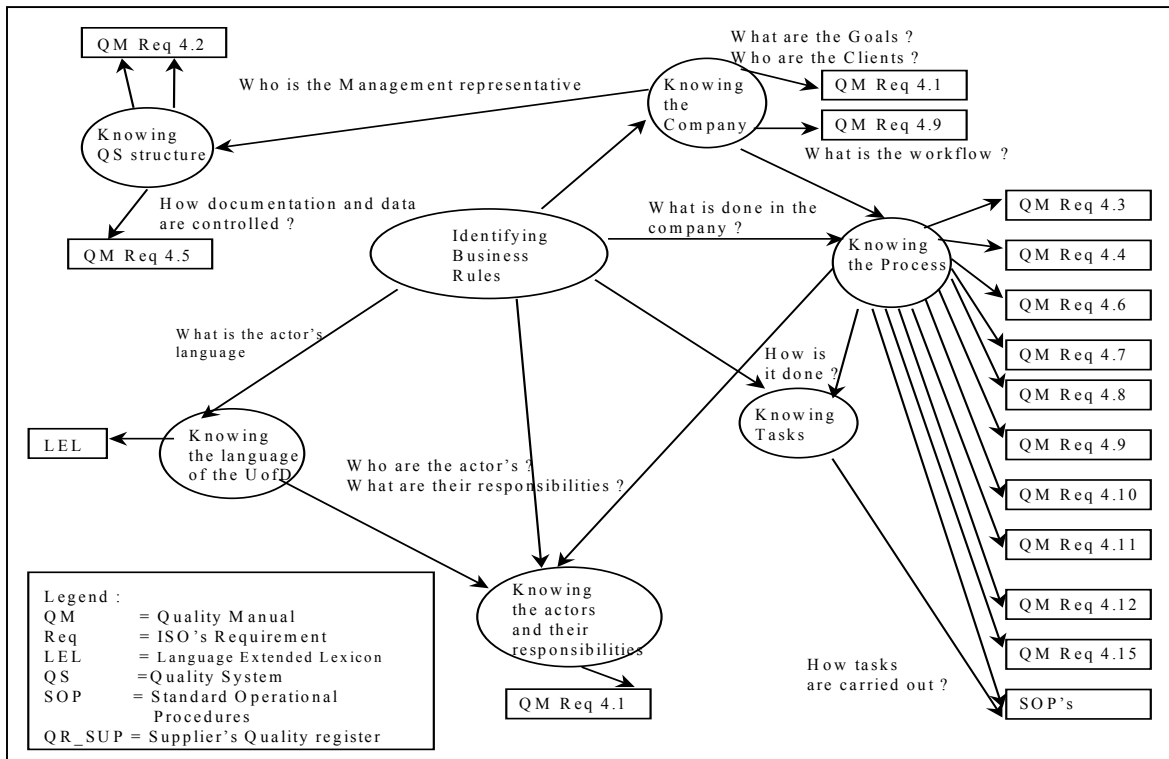 QM Req 4.2
What are the Goals ?
Who are the Clients ?
Who is the Management representative
Knowing
the
Company
QM Req 4.1
QM Req 4.9
Knowing
QS structure
What is the workflow ?
How documentation and data
are controlled ?
QM Req 4.5
Identifying
Business
Rules
What is done in the
company ?
Knowing
the Process
QM Req 4.3
QM Req 4.4
QM Req 4.6
QM Req 4.7
QM Req 4.8
QM Req 4.9
QM Req 4.10
QM Req 4.11
QM Req 4.12
QM Req 4.15
SOP's
What is the actor's
language
How is
it done ?
Knowing
Tasks
LEL
Knowing
the language
of the UofD
Who are the actor's ?
What are their responsibilities ?
Knowing
the actors
and their
responsibilities
QM Req 4.1
How tasks
are carried out ?
Legend :
QM = Quality Manual
Req = ISO's Requirement
LEL = Language Extended Lexicon
QS =Quality System
SOP = Standard Operational
Procedures
QR_SUP = Supplier's Quality register